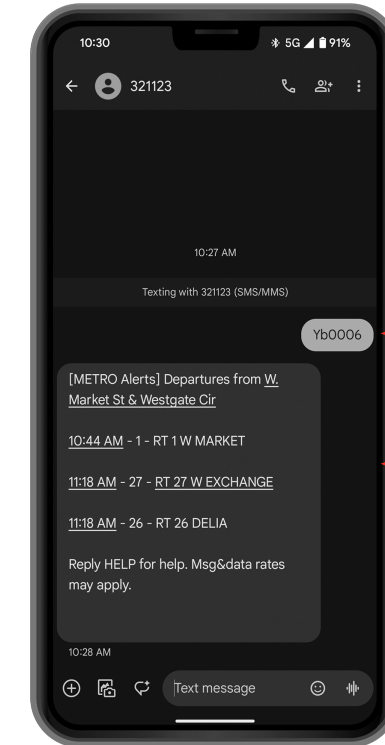 10:30
5G 91%
321123
10:27 AM
Texting with 321123 (SMS/MMS)
Yb0006
[METRO Alerts] Departures from W.
Market St & Westgate Cir
10:44 AM - 1 - RT 1 W MARKET
11:18 AM - 27 - RT 27 W EXCHANGE
11:18 AM - 26 - RT 26 DELIA
Reply HELP for help. Msg&data rates
may apply.
10:28 AM
Text message